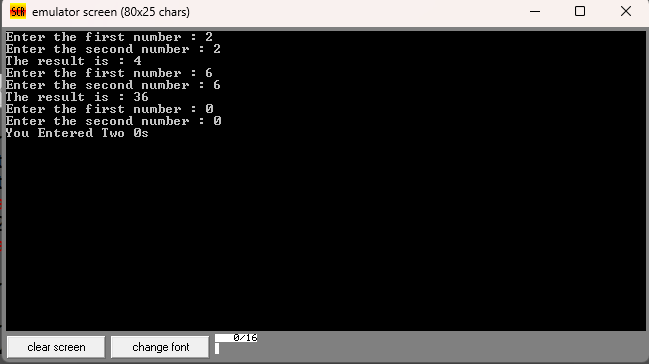 SCR emulator screen (80x25 chars)
Enter the first number : 2
Enter the second number : 2
The result is : 4
Enter the first number : 6
Enter the second number : 6
The result is : 36
Enter the first number : 0
Enter the second number : 0
You Entered Two 0s
clear screen change font 0/16